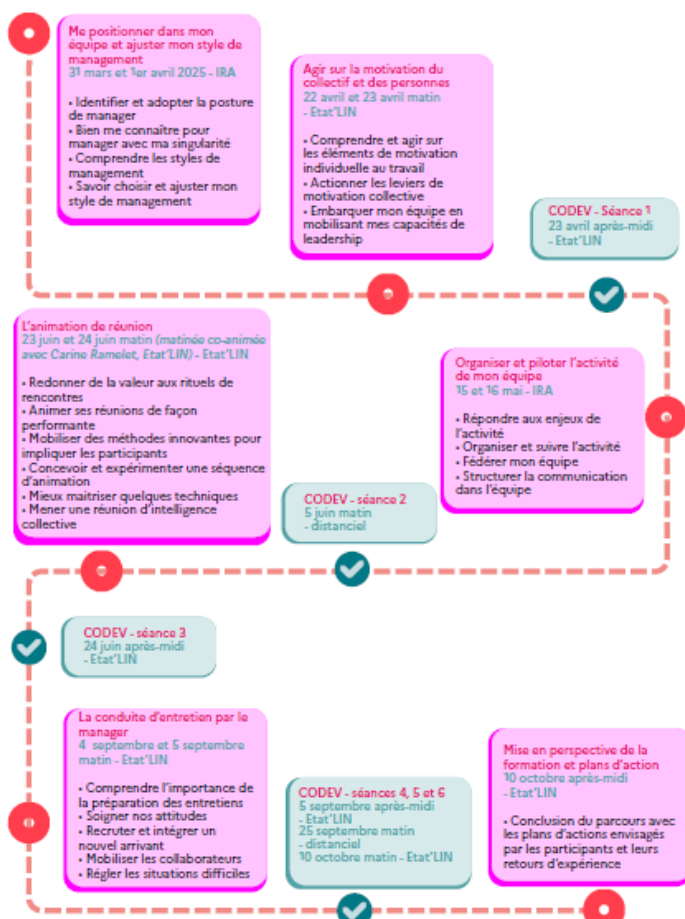 Me positionner dans mon
équipe et ajuster mon style de
management
31 mars et 1er avril 2025 - IRA
• Identifier et adopter la posture
de manager
• Bien me connaître pour
manager avec ma singularité
• Comprendre les styles de
management
• Savoir choisir et ajuster mon
style de management
Agir sur la motivation du
collectif et des personnes
22 avril et 23 avril matin
- Etat'LIN
• Comprendre et agir sur
les éléments de motivation
individuelle au travail
• Actionner les leviers de
motivation collective
• Embarquer mon équipe en
mobilisant mes capacités de
leadership
CODEV - Séance 1
23 avril après-midi
- Etat'LIN
Organiser et piloter l'activité
de mon équipe
15 et 16 mai - IRA
• Répondre aux enjeux de
l'activité
• Organiser et suivre l'activité
• Fédérer mon équipe
• Structurer la communication
dans l'équipe
CODEV - séance 2
5 juin matin
- distanciel
L'animation de réunion
23 juin et 24 juin matin (matinée co-animée
avec Carine Ramelet, Etat'LIN) - Etat'LIN
• Redonner de la valeur aux rituels de
rencontres
• Animer ses réunions de façon
performante
• Mobiliser des méthodes innovantes pour
impliquer les participants
• Concevoir et expérimenter une séquence
d'animation
• Mieux maitriser quelques techniques
• Mener une réunion d'intelligence
collective
CODEV - séance 3
24 juin après-midi
- Etat'LIN
La conduite d'entretien par le
manager
4 septembre et 5 septembre
matin - Etat'LIN
• Comprendre l'importance de
la préparation des entretiens
• Soigner nos attitudes
• Recruter et intégrer un
nouvel arrivant
• Mobiliser les collaborateurs
• Régler les situations difficiles
CODEV - séances 4, 5 et 6
5 septembre après-midi
- Etat'LIN
25 septembre matin
- distanciel
10 octobre matin - Etat'LIN
Mise en perspective de la
formation et plans d'action
10 octobre après-midi
- Etat'LIN
• Conclusion du parcours avec
les plans d'actions envisagés
par les participants et leurs
retours d'expérience